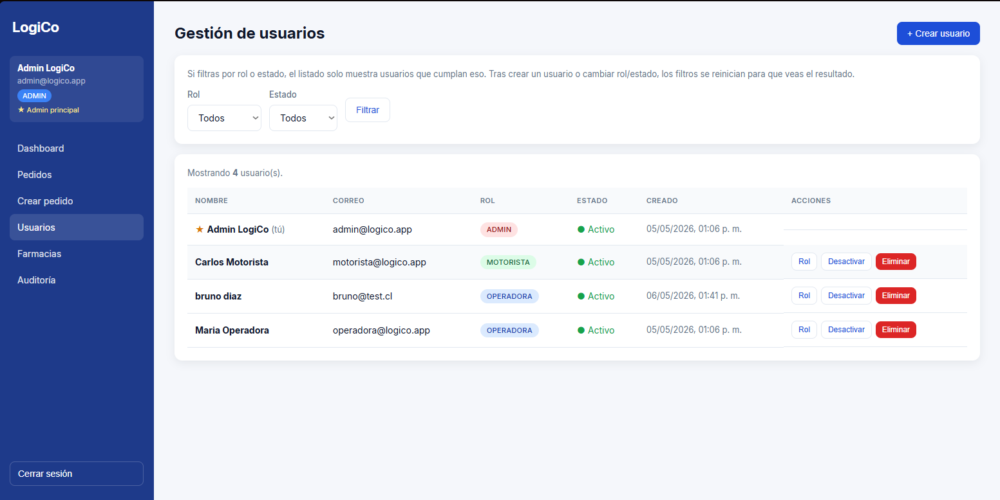 LogiCo
Admin LogiCo
admin@logico.app
ADMIN
★ Admin principal
Dashboard
Pedidos
Crear pedido
Usuarios
Farmacias
Auditoría
Cerrar sesión
Gestión de usuarios
+ Crear usuario
Si filtras por rol o estado, el listado solo muestra usuarios que cumplan eso. Tras crear un usuario o cambiar rol/estado, los filtros se reinician para que veas el resultado.
Rol Estado
Todos Todos Filtrar
Mostrando 4 usuario(s).
NOMBRE CORREO ROL ESTADO CREADO ACCIONES
★ Admin LogiCo (tú) admin@logico.app ADMIN ● Activo 05/05/2026, 01:06 p. m.
Carlos Motorista motorista@logico.app MOTORISTA ● Activo 05/05/2026, 01:06 p. m. Rol Desactivar Eliminar
bruno diaz bruno@test.cl OPERADORA ● Activo 06/05/2026, 01:41 p. m. Rol Desactivar Eliminar
Maria Operadora operadora@logico.app OPERADORA ● Activo 05/05/2026, 01:06 p. m. Rol Desactivar Eliminar